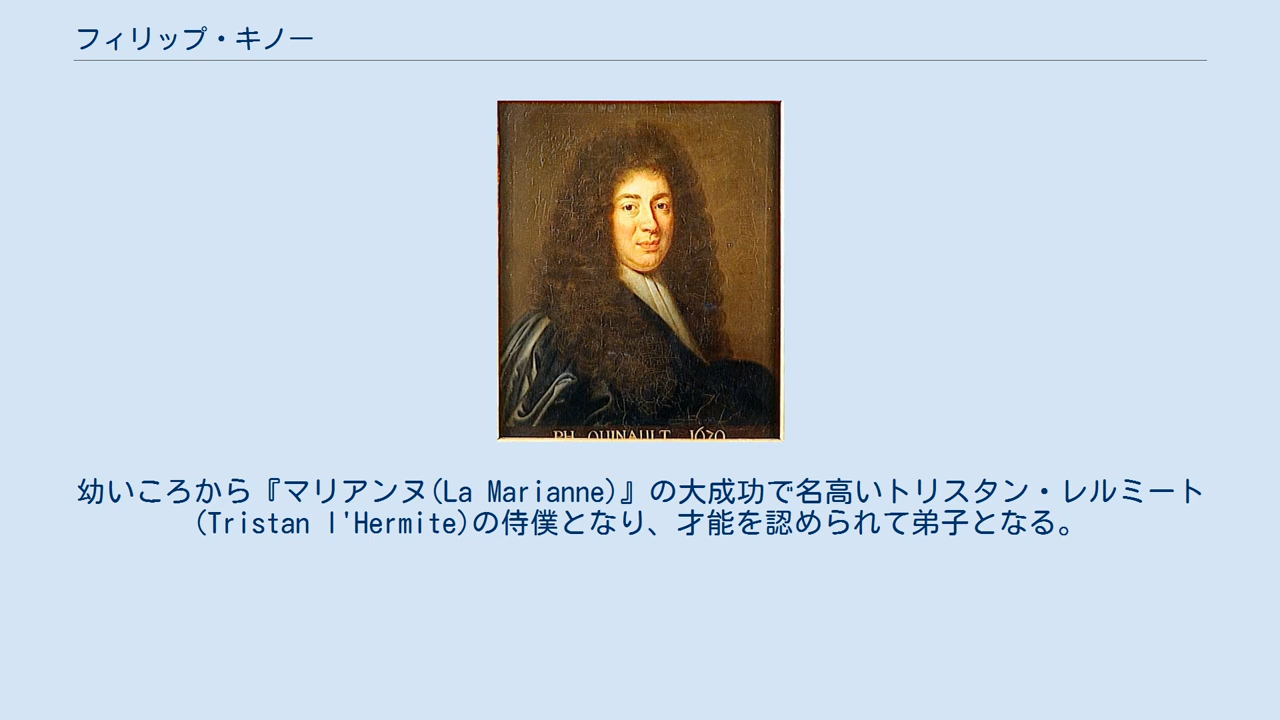 フィリップ・キノー
PH QUINAULT 1670
幼いころから『マリアンヌ(La Marianne)』の大成功で名高いトリスタン・レルミート
(Tristan l'Hermite)の侍僕となり、才能を認められて弟子となる。